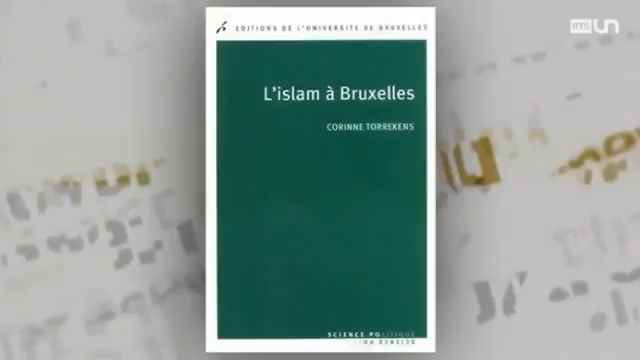 RTS UN
EDITIONS DE L'UNIVERSITE DE BRUXELLES
L'islam à Bruxelles
CORINNE TORREKENS
SCIENCE POLITIQUE